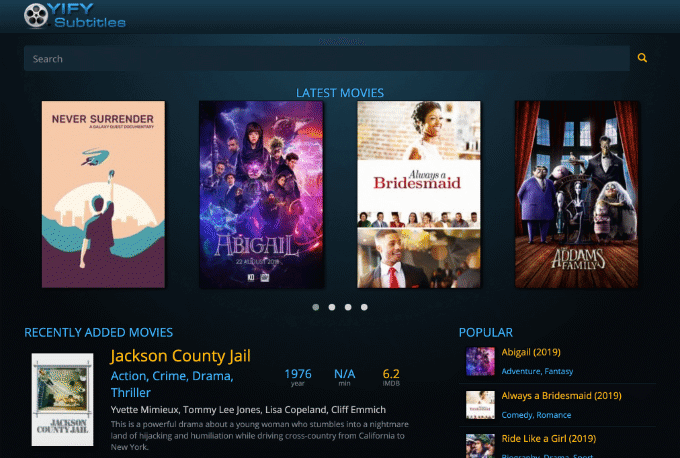 YIFY
Subtitles
Search
LATEST MOVIES
NEVER SURRENDER
A GALAXY QUEST DOCUMENTARY
ABIGAIL
22 AUGUST 2019
Always a
Bridesmaid
THE
ADDAMS
FAMILY
RECENTLY ADDED MOVIES
POPULAR
JACKSON
COUNTY JAIL
Jackson County Jail
Action, Crime, Drama,
Thriller
1976
year
N/A
min
6.2
IMDB
Yvette Mimieux, Tommy Lee Jones, Lisa Copeland, Cliff Emmich
This is a powerful drama about a young woman who stumbles into a nightmare
land of hijacking and humiliation while driving cross-country from California to
New York.
Abigail (2019)
Adventure, Fantasy
Always a Bridesmaid (2019)
Comedy, Romance
Ride Like a Girl (2019)
Biography, Drama, Sport